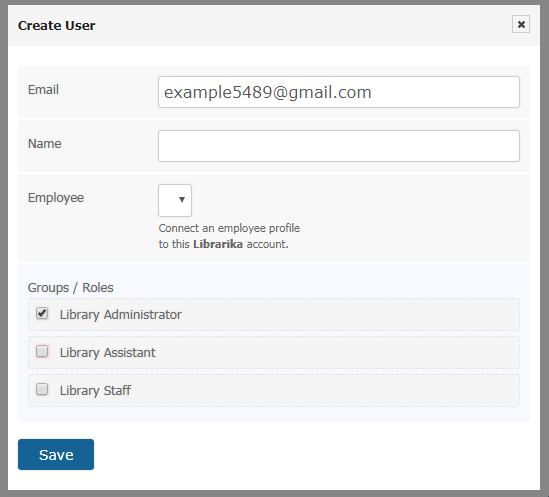 Create User
Email
example5489@gmail.com
Name
Employee
Connect an employee profile
to this Librarika account.
Groups / Roles
Library Administrator
Library Assistant
Library Staff
Save